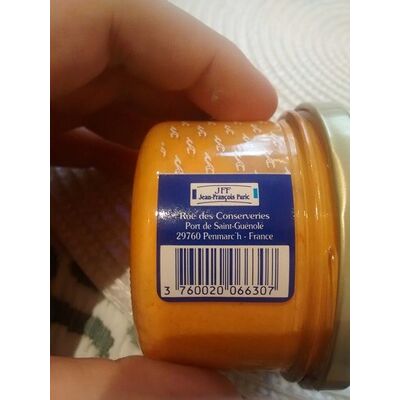 JFF
Jean-François Furic
Rue des Conserveries
Port de Saint-Guénolé
29760 Penmarc'h - France
3 760020 066307